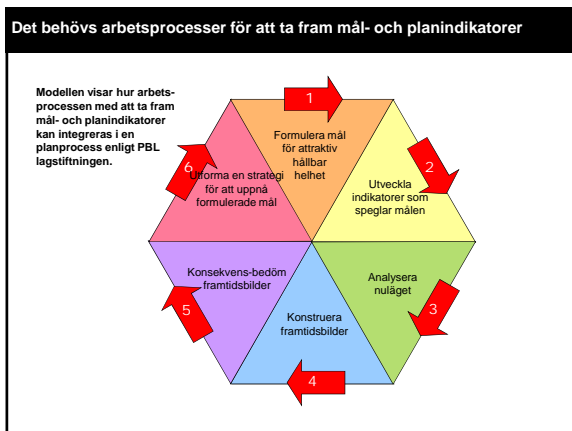 Det behövs arbetsprocesser för att ta fram mål- och planindikatorer
Modellen visar hur arbets-
processen med att ta fram
mål- och planindikatorer
kan integreras i en
planprocess enligt PBL
lagstiftningen.
1
Formulera mål
för attraktiv
hållbar
helhet
2
Utveckla
indikatorer som
speglar målen
Analysera
nuläget
3
Konstruera
framtidsbilder
4
Konsekvens-bedöm
framtidsbilder
5
6
Utforma en strategi
för att uppnå
formulerade mål